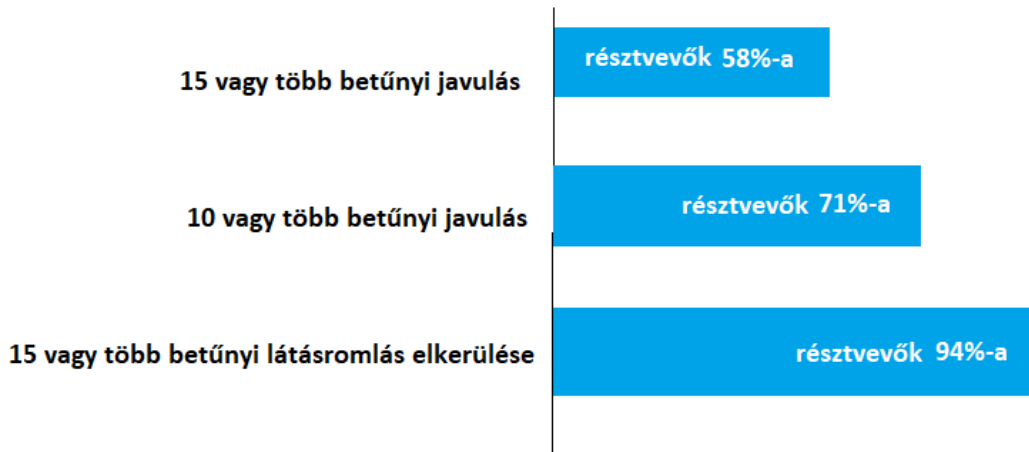 15 vagy több betűnyi javulás
résztvevők 58%-a
10 vagy több betűnyi javulás
résztvevők 71%-a
15 vagy több betűnyi látásromlás elkerülése
résztvevők 94%-a